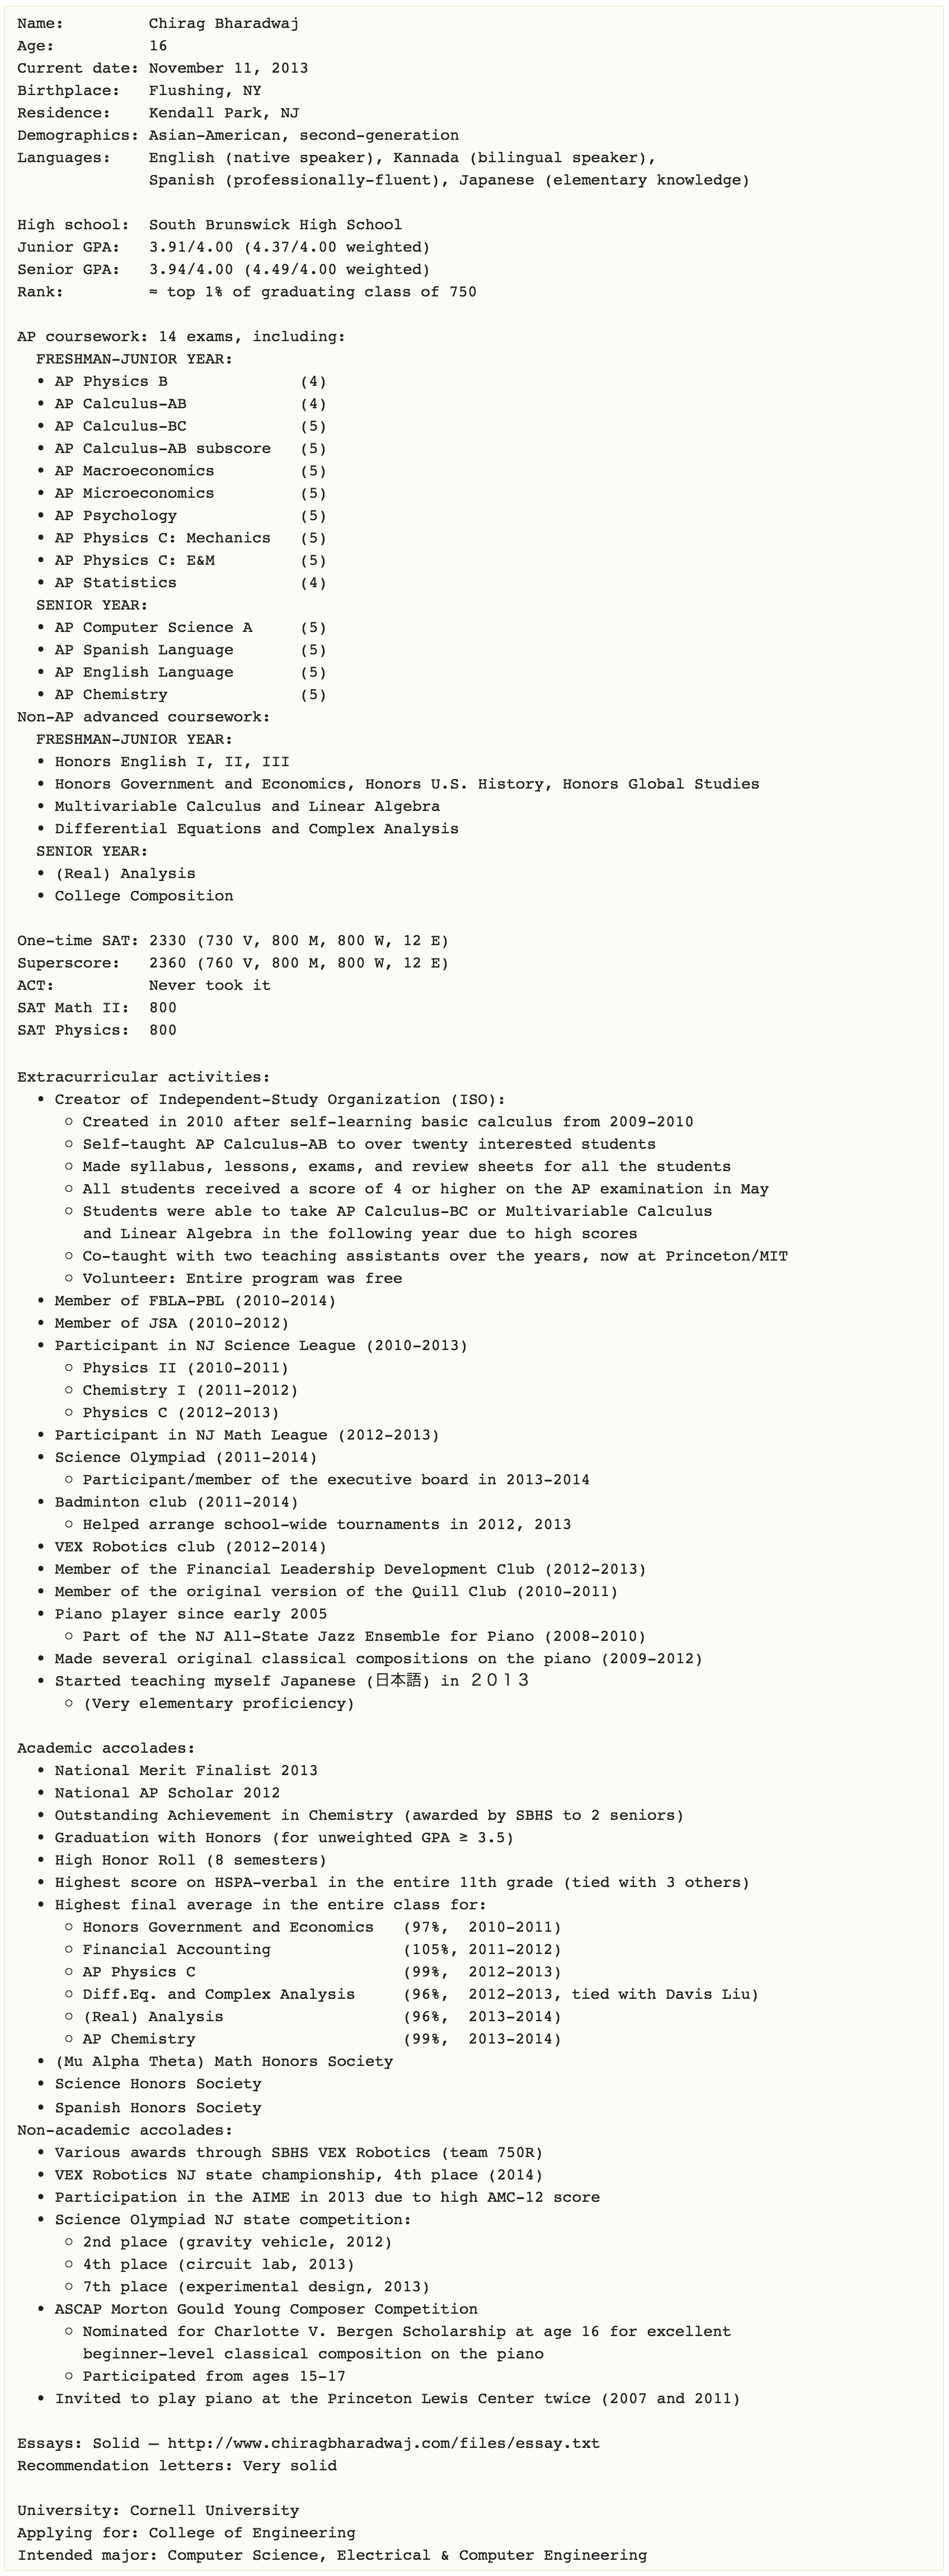 Name: Chirag Bharadwaj
Age: 16
Current date: November 11, 2013
Birthplace: Flushing, NY
Residence: Kendall Park, NJ
Demographics: Asian-American, second-generation
Languages: English (native speaker), Kannada (bilingual speaker),
Spanish (professionally-fluent), Japanese (elementary knowledge)
High school: South Brunswick High School
Junior GPA: 3.91/4.00 (4.37/4.00 weighted)
Senior GPA: 3.94/4.00 (4.49/4.00 weighted)
Rank: ≈ top 1% of graduating class of 750
AP coursework: 14 exams, including:
FRESHMAN-JUNIOR YEAR:
• AP Physics B (4)
• AP Calculus-AB (4)
• AP Calculus-BC (5)
• AP Calculus-AB subscore (5)
• AP Macroeconomics (5)
• AP Microeconomics (5)
• AP Psychology (5)
• AP Physics C: Mechanics (5)
• AP Physics C: E&M (5)
• AP Statistics (4)
SENIOR YEAR:
• AP Computer Science A (5)
• AP Spanish Language (5)
• AP English Language (5)
• AP Chemistry (5)
Non-AP advanced coursework:
FRESHMAN-JUNIOR YEAR:
• Honors English I, II, III
• Honors Government and Economics, Honors U.S. History, Honors Global Studies
• Multivariable Calculus and Linear Algebra
• Differential Equations and Complex Analysis
SENIOR YEAR:
• (Real) Analysis
• College Composition
One-time SAT: 2330 (730 V, 800 M, 800 W, 12 E)
Superscore: 2360 (760 V, 800 M, 800 W, 12 E)
ACT: Never took it
SAT Math II: 800
SAT Physics: 800
Extracurricular activities:
• Creator of Independent-Study Organization (ISO):
○ Created in 2010 after self-learning basic calculus from 2009-2010
○ Self-taught AP Calculus-AB to over twenty interested students
○ Made syllabus, lessons, exams, and review sheets for all the students
○ All students received a score of 4 or higher on the AP examination in May
○ Students were able to take AP Calculus-BC or Multivariable Calculus
and Linear Algebra in the following year due to high scores
○ Co-taught with two teaching assistants over the years, now at Princeton/MIT
○ Volunteer: Entire program was free
• Member of FBLA-PBL (2010-2014)
• Member of JSA (2010-2012)
• Participant in NJ Science League (2010-2013)
○ Physics II (2010-2011)
○ Chemistry I (2011-2012)
○ Physics C (2012-2013)
• Participant in NJ Math League (2012-2013)
• Science Olympiad (2011-2014)
○ Participant/member of the executive board in 2013-2014
• Badminton club (2011-2014)
○ Helped arrange school-wide tournaments in 2012, 2013
• VEX Robotics club (2012-2014)
• Member of the Financial Leadership Development Club (2012-2013)
• Member of the original version of the Quill Club (2010-2011)
• Piano player since early 2005
○ Part of the NJ All-State Jazz Ensemble for Piano (2008-2010)
• Made several original classical compositions on the piano (2009-2012)
• Started teaching myself Japanese (日本語) in ２０１３
○ (Very elementary proficiency)
Academic accolades:
• National Merit Finalist 2013
• National AP Scholar 2012
• Outstanding Achievement in Chemistry (awarded by SBHS to 2 seniors)
• Graduation with Honors (for unweighted GPA ≥ 3.5)
• High Honor Roll (8 semesters)
• Highest score on HSPA-verbal in the entire 11th grade (tied with 3 others)
• Highest final average in the entire class for:
○ Honors Government and Economics (97%, 2010-2011)
○ Financial Accounting (105%, 2011-2012)
○ AP Physics C (99%, 2012-2013)
○ Diff.Eq. and Complex Analysis (96%, 2012-2013, tied with Davis Liu)
○ (Real) Analysis (96%, 2013-2014)
○ AP Chemistry (99%, 2013-2014)
• (Mu Alpha Theta) Math Honors Society
• Science Honors Society
• Spanish Honors Society
Non-academic accolades:
• Various awards through SBHS VEX Robotics (team 750R)
• VEX Robotics NJ state championship, 4th place (2014)
• Participation in the AIME in 2013 due to high AMC-12 score
• Science Olympiad NJ state competition:
○ 2nd place (gravity vehicle, 2012)
○ 4th place (circuit lab, 2013)
○ 7th place (experimental design, 2013)
• ASCAP Morton Gould Young Composer Competition
○ Nominated for Charlotte V. Bergen Scholarship at age 16 for excellent
beginner-level classical composition on the piano
○ Participated from ages 15-17
• Invited to play piano at the Princeton Lewis Center twice (2007 and 2011)
Essays: Solid — http://www.chiragbharadwaj.com/files/essay.txt
Recommendation letters: Very solid
University: Cornell University
Applying for: College of Engineering
Intended major: Computer Science, Electrical & Computer Engineering